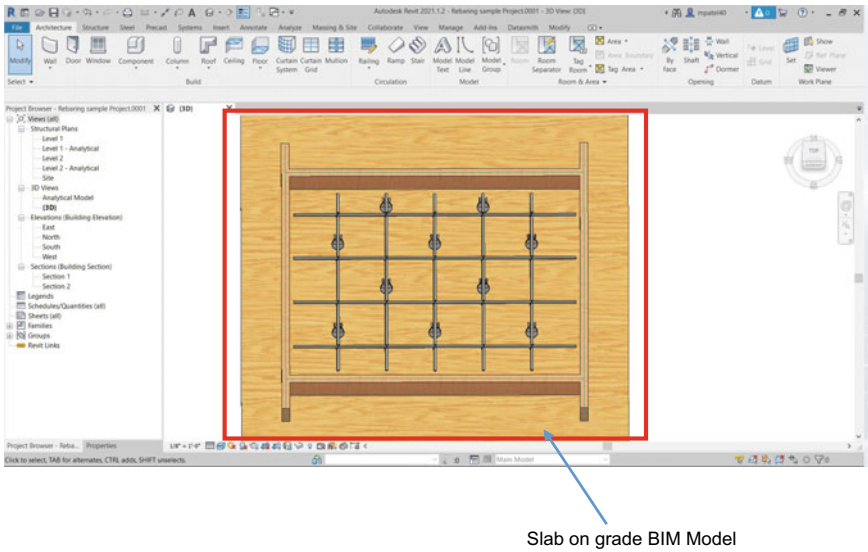 Autodesk Revit 2021.1.2 - Rebaring sample Project.0001 - 3D View: {3D}
mpatel40
File Architecture Structure Steel Precast Systems Insert Annotate Analyze Massing & Site Collaborate View Manage Add-Ins Datasmith Modify
Modify Wall Door Window Component Column Roof Ceiling Floor Curtain System Curtain Grid Mullion Railing Ramp Stair Model Text Model Line Model Group Room Room Separator Tag Room Area Area Boundary Tag Area By Face Shaft Wall Vertical Dormer Level Grid Set Show Ref Plane Viewer
Select Build Circulation Model Room & Area Opening Datum Work Plane
Project Browser - Rebaring sample Project.0001 X {3D} X
Views (all)
Structural Plans
Level 1
Level 1 - Analytical
Level 2
Level 2 - Analytical
Site
3D Views
Analytical Model
{3D}
Elevations (Building Elevation)
East
North
South
West
Sections (Building Section)
Section 1
Section 2
Legends
Schedules/Quantities (all)
Sheets (all)
Families
Groups
Revit Links
TOP
Project Browser - Reba... Properties 1/8" = 1'-0"
Click to select, TAB for alternates, CTRL adds, SHIFT unselects. :0 Main Model
Slab on grade BIM Model